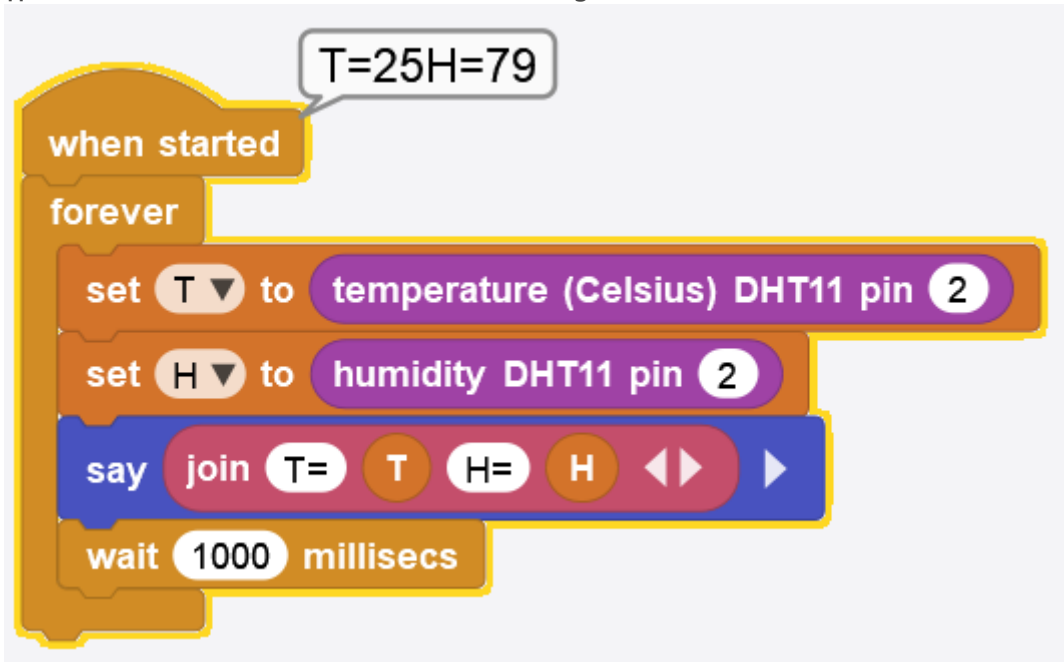 T=25H=79
when started
forever
set T to temperature (Celsius) DHT11 pin 2
set H to humidity DHT11 pin 2
say join T= T H= H
wait 1000 millisecs